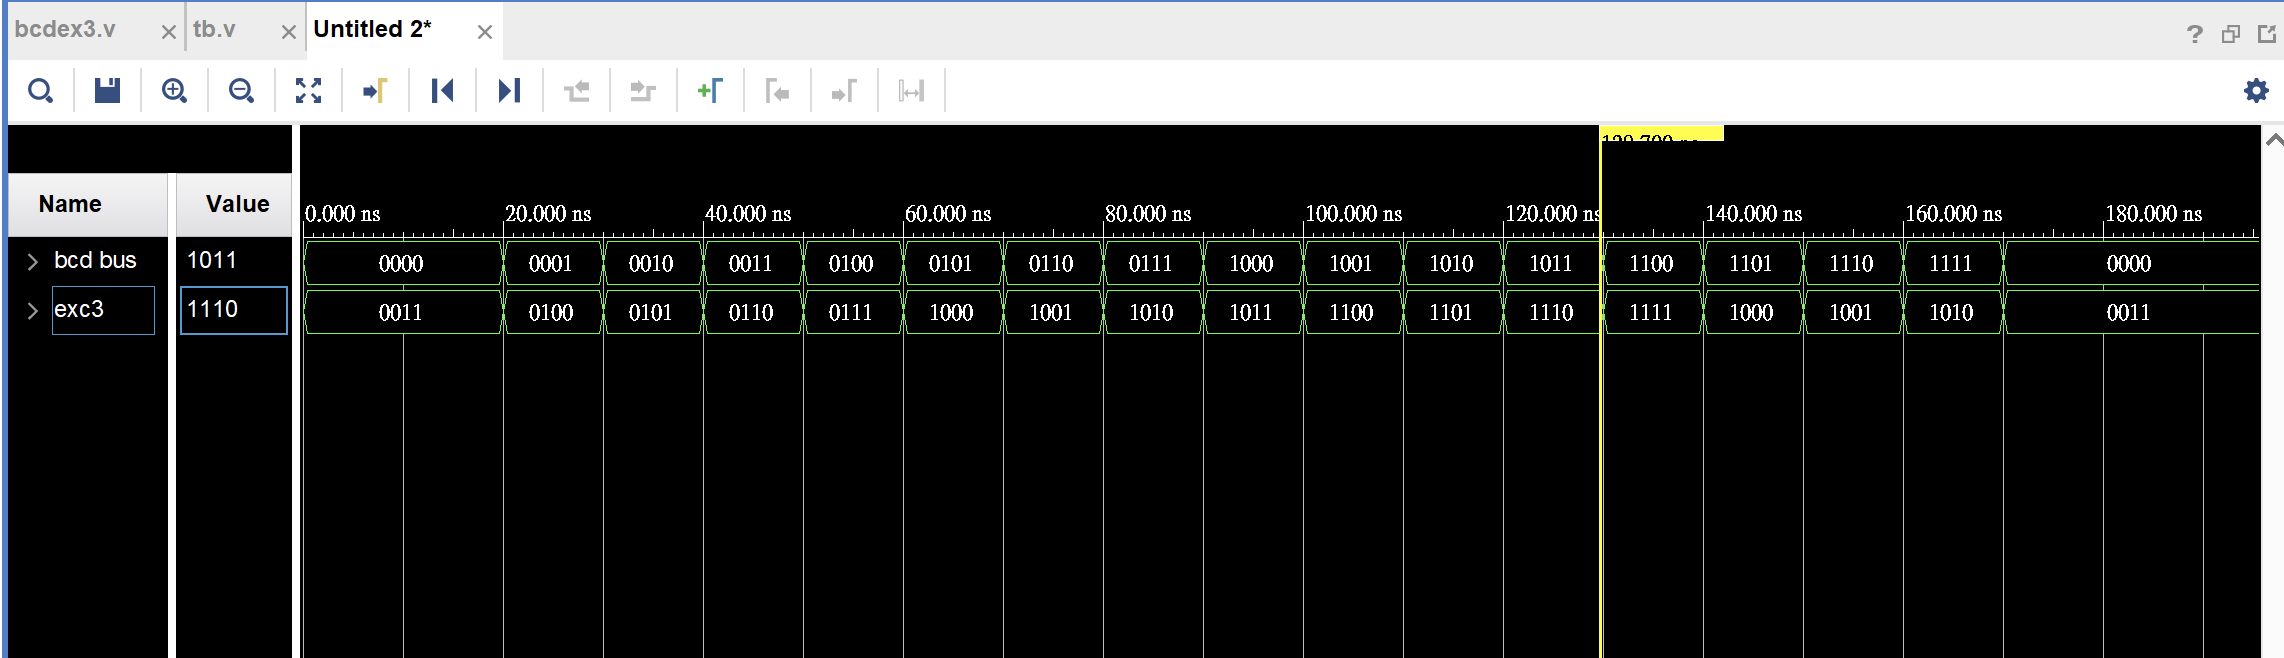 bcdex3.v tb.v Untitled 2*
Name Value
0.000 ns 20.000 ns 40.000 ns 60.000 ns 80.000 ns 100.000 ns 120.000 ns 140.000 ns 160.000 ns 180.000 ns
bcd bus 1011 0000 0001 0010 0011 0100 0101 0110 0111 1000 1001 1010 1011 1100 1101 1110 1111 0000
exc3 1110 0011 0100 0101 0110 0111 1000 1001 1010 1011 1100 1101 1110 1111 1000 1001 1010 0011